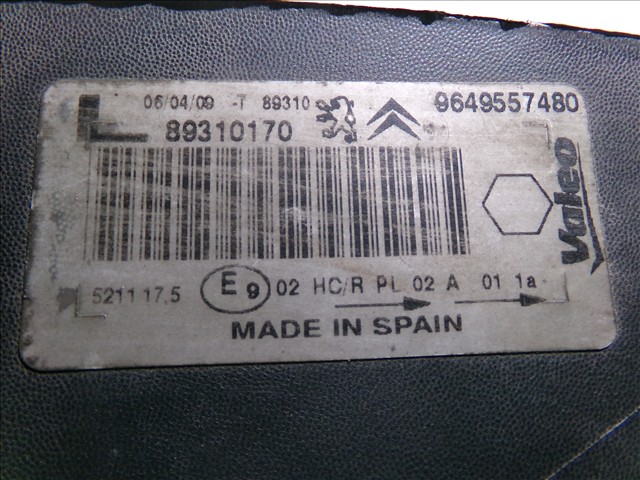 L 06/04/09 -T 89310 9649557480
89310170
Valeo
5211 17,5 E9 02 HC/R PL 02 A 01 1a
MADE IN SPAIN